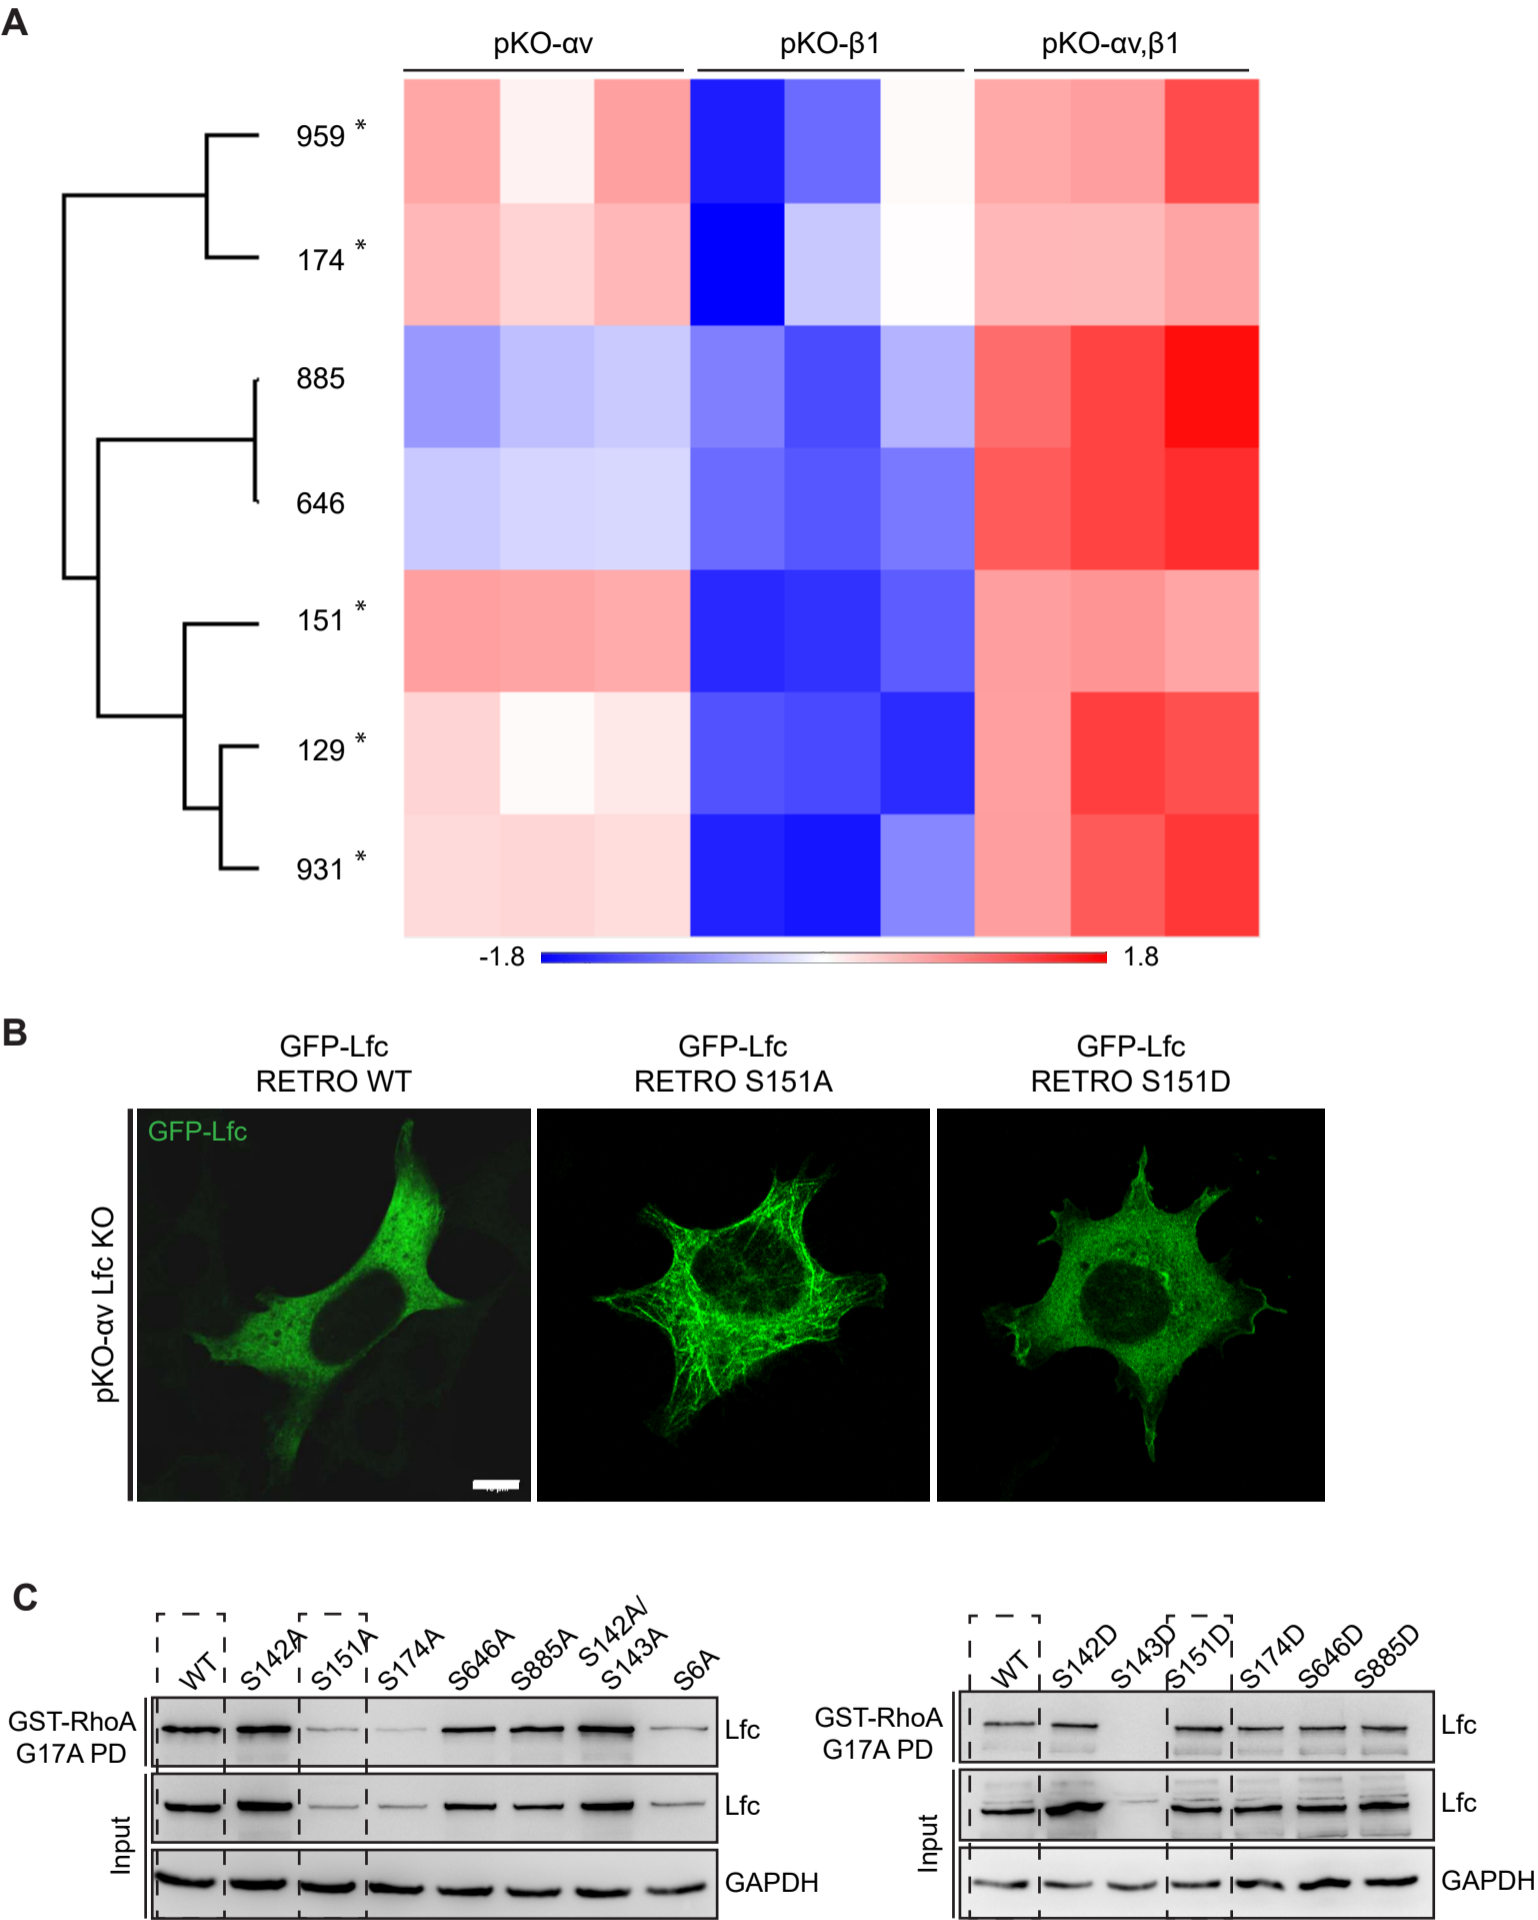 A
pKO-αv
pKO-β1
pKO-αv,β1
959 *
174 *
885
646
151 *
129 *
931 *
-1.8
1.8
B
GFP-Lfc
RETRO WT
GFP-Lfc
RETRO S151A
GFP-Lfc
RETRO S151D
GFP-Lfc
pKO-αv Lfc KO
C
WT
S142A
S151A
S174A
S646A
S885A
S142A/
S143A
S6A
GST-RhoA
G17A PD
Lfc
Input
Lfc
GAPDH
WT
S142D
S143D
S151D
S174D
S646D
S885D
GST-RhoA
G17A PD
Lfc
Input
Lfc
GAPDH